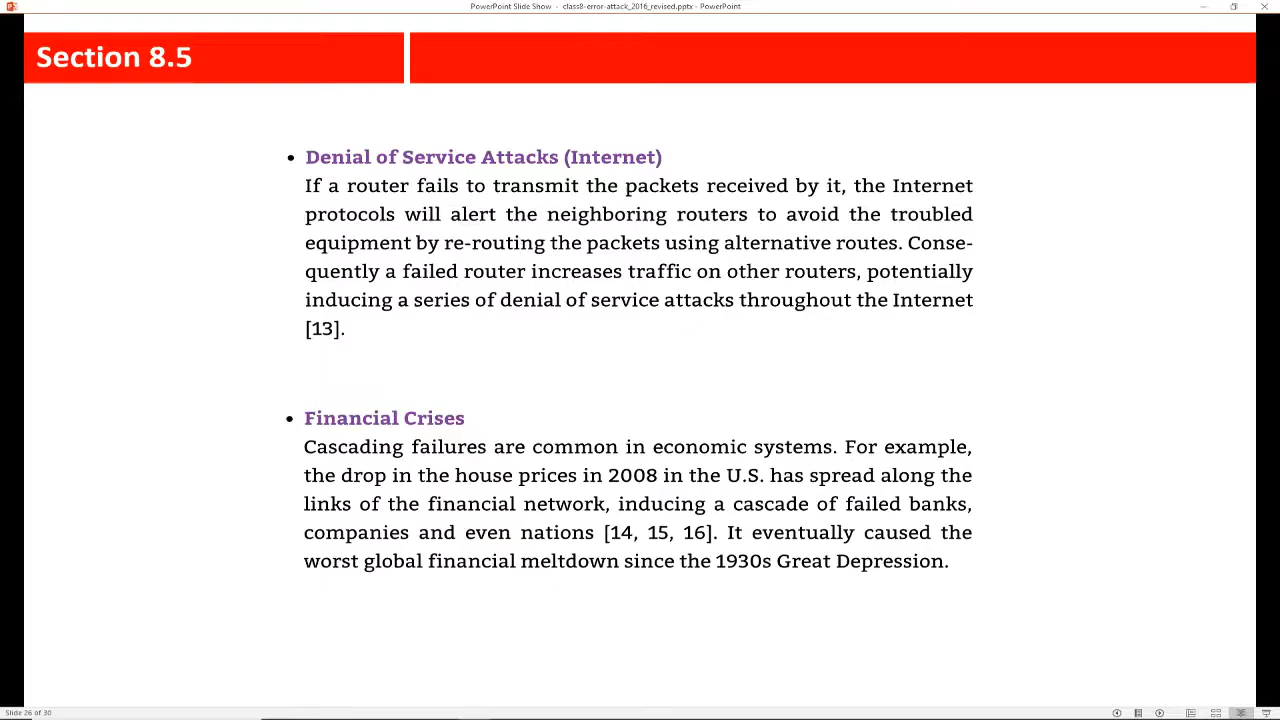 PowerPoint Slide Show - class8-error-attack_2016_revised.pptx - PowerPoint
Section 8.5
• Denial of Service Attacks (Internet)
If a router fails to transmit the packets received by it, the Internet
protocols will alert the neighboring routers to avoid the troubled
equipment by re-routing the packets using alternative routes. Conse-
quently a failed router increases traffic on other routers, potentially
inducing a series of denial of service attacks throughout the Internet
[13].
• Financial Crises
Cascading failures are common in economic systems. For example,
the drop in the house prices in 2008 in the U.S. has spread along the
links of the financial network, inducing a cascade of failed banks,
companies and even nations [14, 15, 16]. It eventually caused the
worst global financial meltdown since the 1930s Great Depression.
Slide 26 of 30